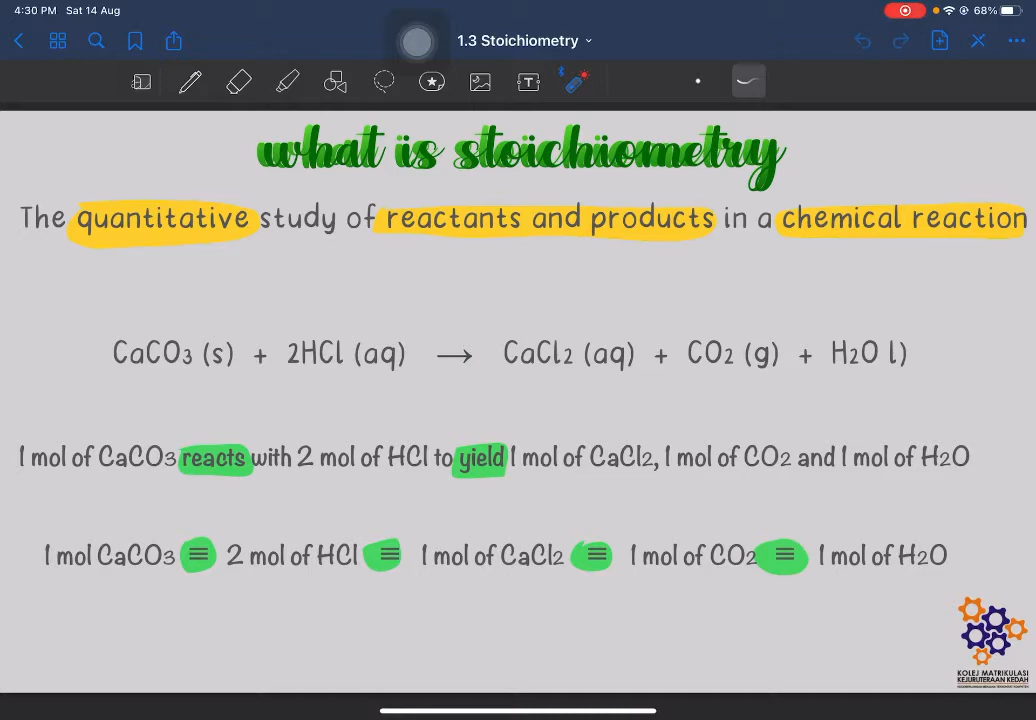 4:30 PM Sat 14 Aug 68%
1.3 Stoichiometry
T
what is stoichiometry
The quantitative study of reactants and products in a chemical reaction
CaCO3 (s) + 2HCl (aq) → CaCl2 (aq) + CO2 (g) + H2O l)
1 mol of CaCO3 reacts with 2 mol of HCl to yield 1 mol of CaCl2, 1 mol of CO2 and 1 mol of H2O
1 mol CaCO3 ≡ 2 mol of HCl ≡ 1 mol of CaCl2 ≡ 1 mol of CO2 ≡ 1 mol of H2O
KOLEJ MATRIKULASI
KEJURUTERAAN KEDAH